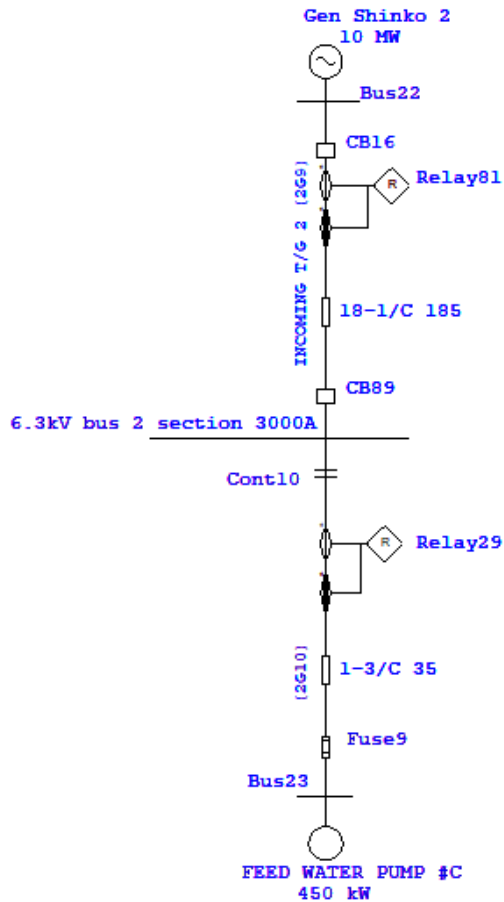 Gen Shinko 2
10 MW
Bus22
CB16
R
Relay81
INCOMING T/G 2 (2G9)
18-1/C 185
CB89
6.3kV bus 2 section 3000A
Cont10
R
Relay29
(2G10)
1-3/C 35
Fuse9
Bus23
FEED WATER PUMP #C
450 kW